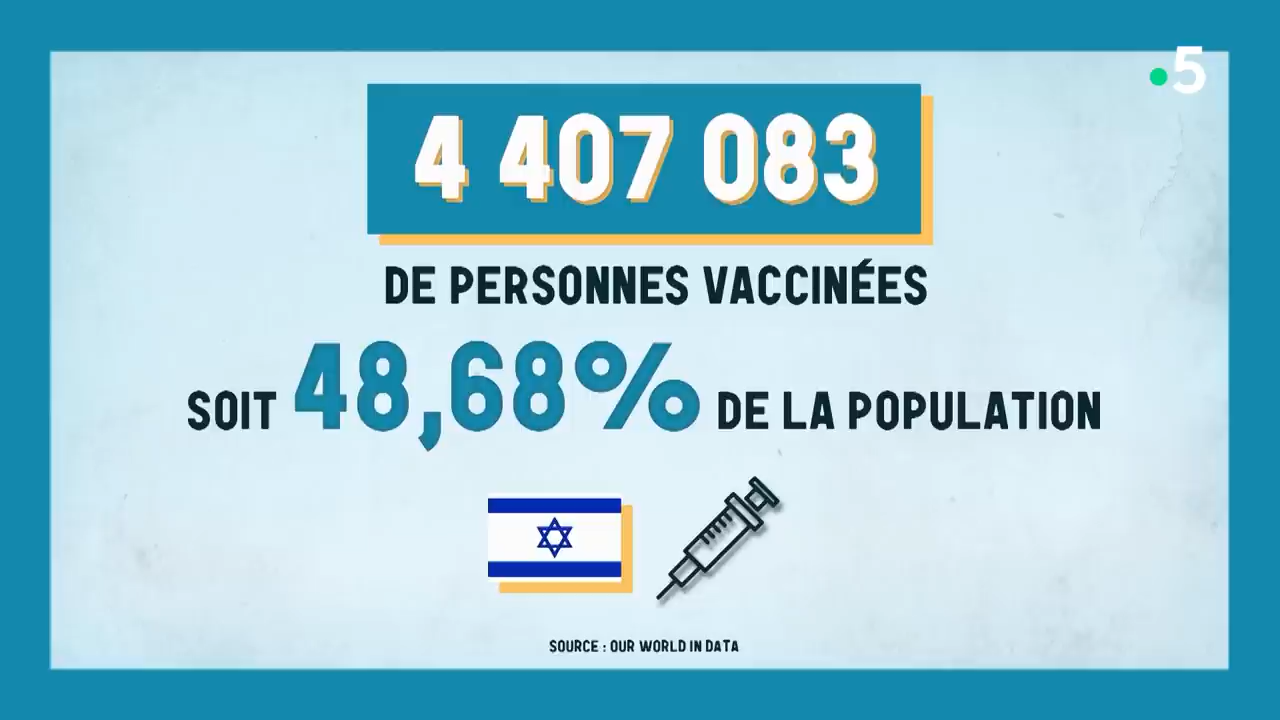 5
4 407 083
DE PERSONNES VACCINÉES
SOIT 48,68% DE LA POPULATION
SOURCE : OUR WORLD IN DATA